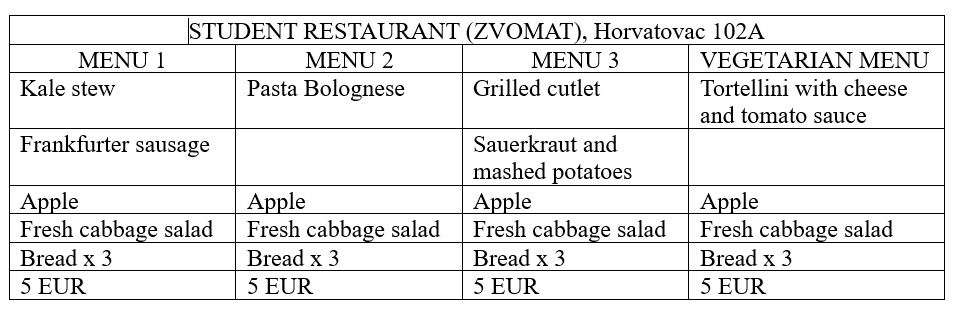 STUDENT RESTAURANT (ZVOMAT), Horvatovac 102A
MENU 1 MENU 2 MENU 3 VEGETARIAN MENU
Kale stew Pasta Bolognese Grilled cutlet Tortellini with cheese
and tomato sauce
Frankfurter sausage Sauerkraut and
mashed potatoes
Apple Apple Apple Apple
Fresh cabbage salad Fresh cabbage salad Fresh cabbage salad Fresh cabbage salad
Bread x 3 Bread x 3 Bread x 3 Bread x 3
5 EUR 5 EUR 5 EUR 5 EUR